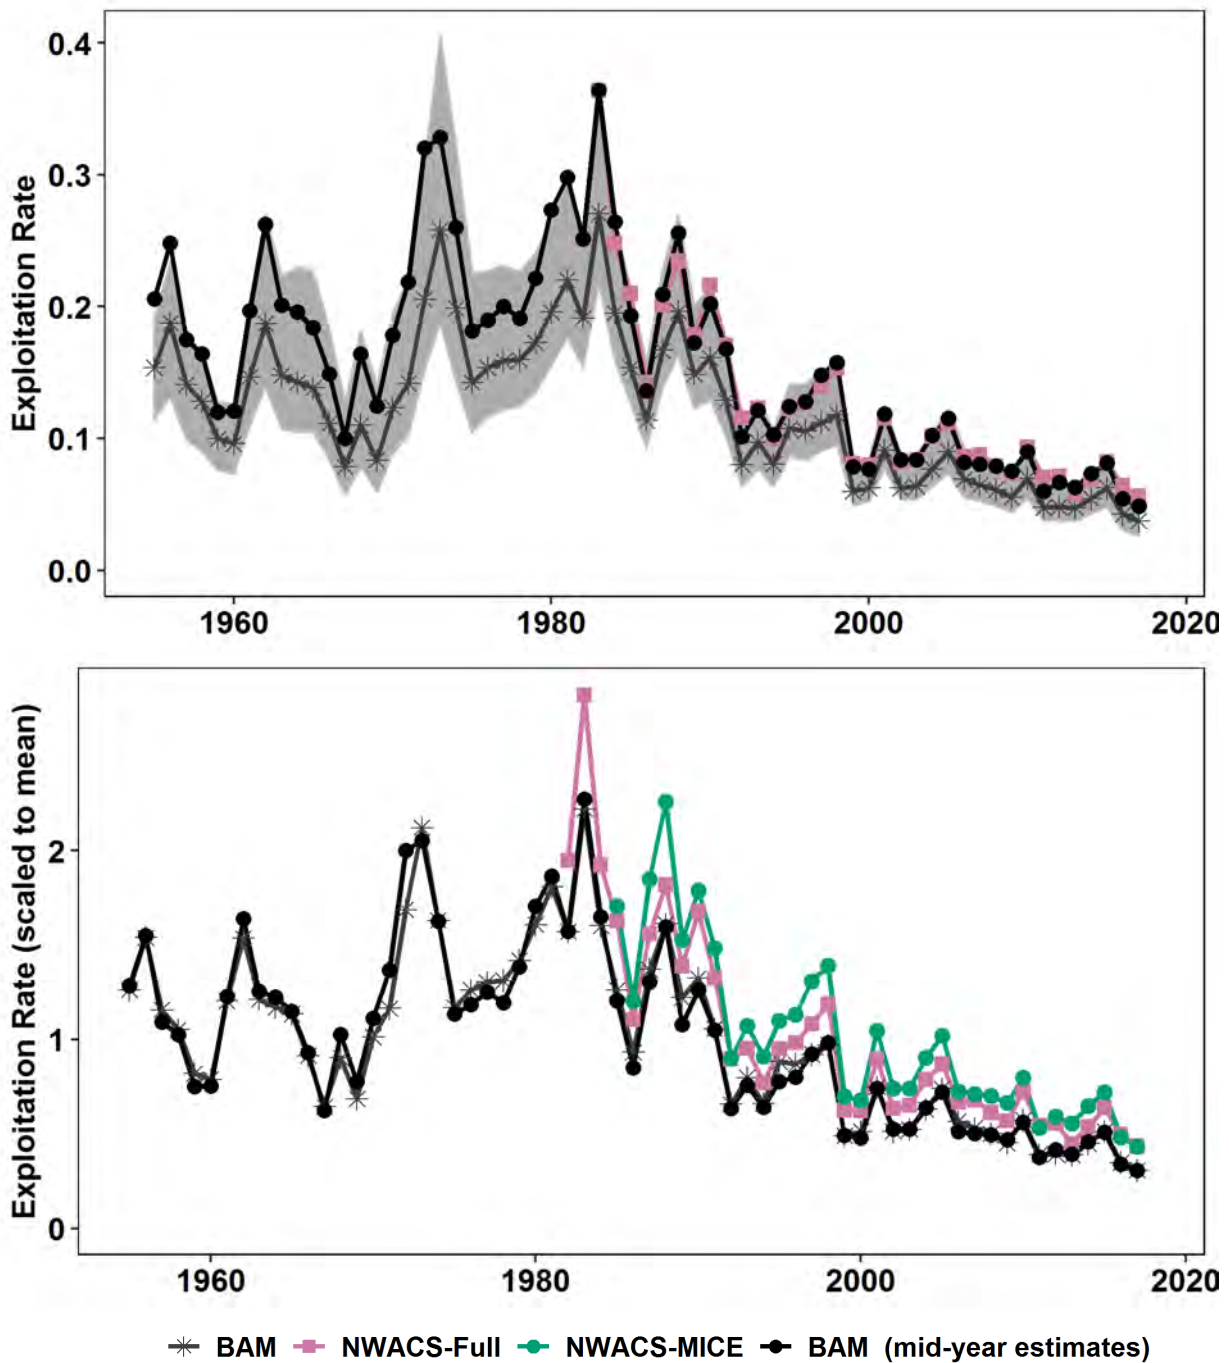 Exploitation Rate
0.4
0.3
0.2
0.1
0.0
1960 1980 2000 2020
Exploitation Rate (scaled to mean)
2
1
0
1960 1980 2000 2020
BAM NWACS-Full NWACS-MICE BAM (mid-year estimates)